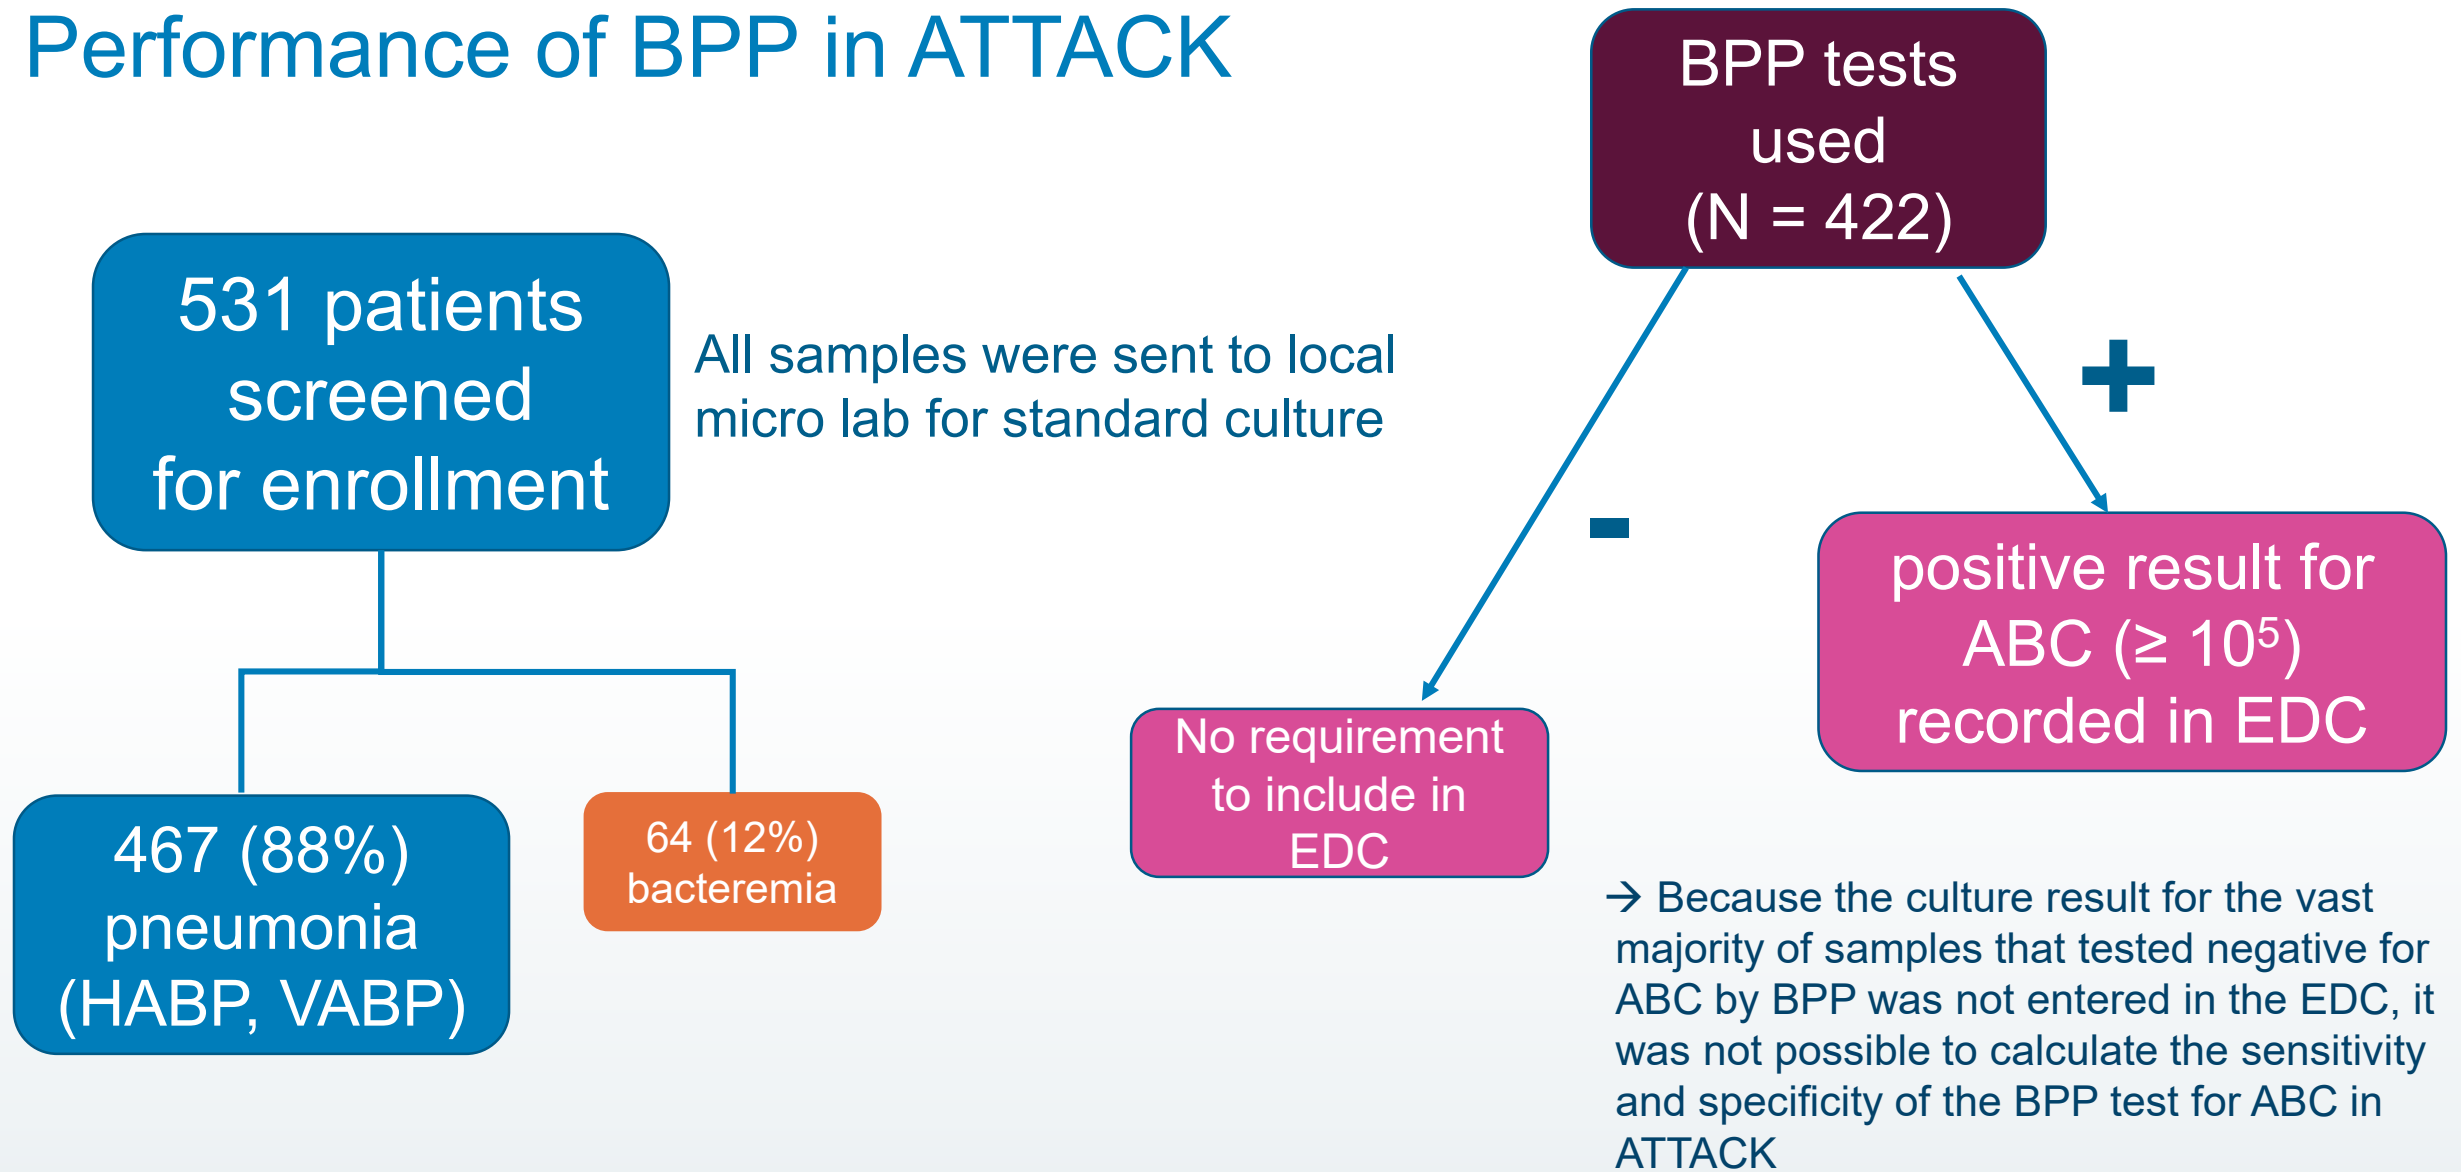 Performance of BPP in ATTACK
531 patients
screened
for enrollment
All samples were sent to local
micro lab for standard culture
467 (88%)
pneumonia
(HABP, VABP)
64 (12%)
bacteremia
BPP tests
used
(N = 422)
-
+
No requirement
to include in
EDC
positive result for
ABC (≥ 10⁵)
recorded in EDC
→ Because the culture result for the vast
majority of samples that tested negative for
ABC by BPP was not entered in the EDC, it
was not possible to calculate the sensitivity
and specificity of the BPP test for ABC in
ATTACK